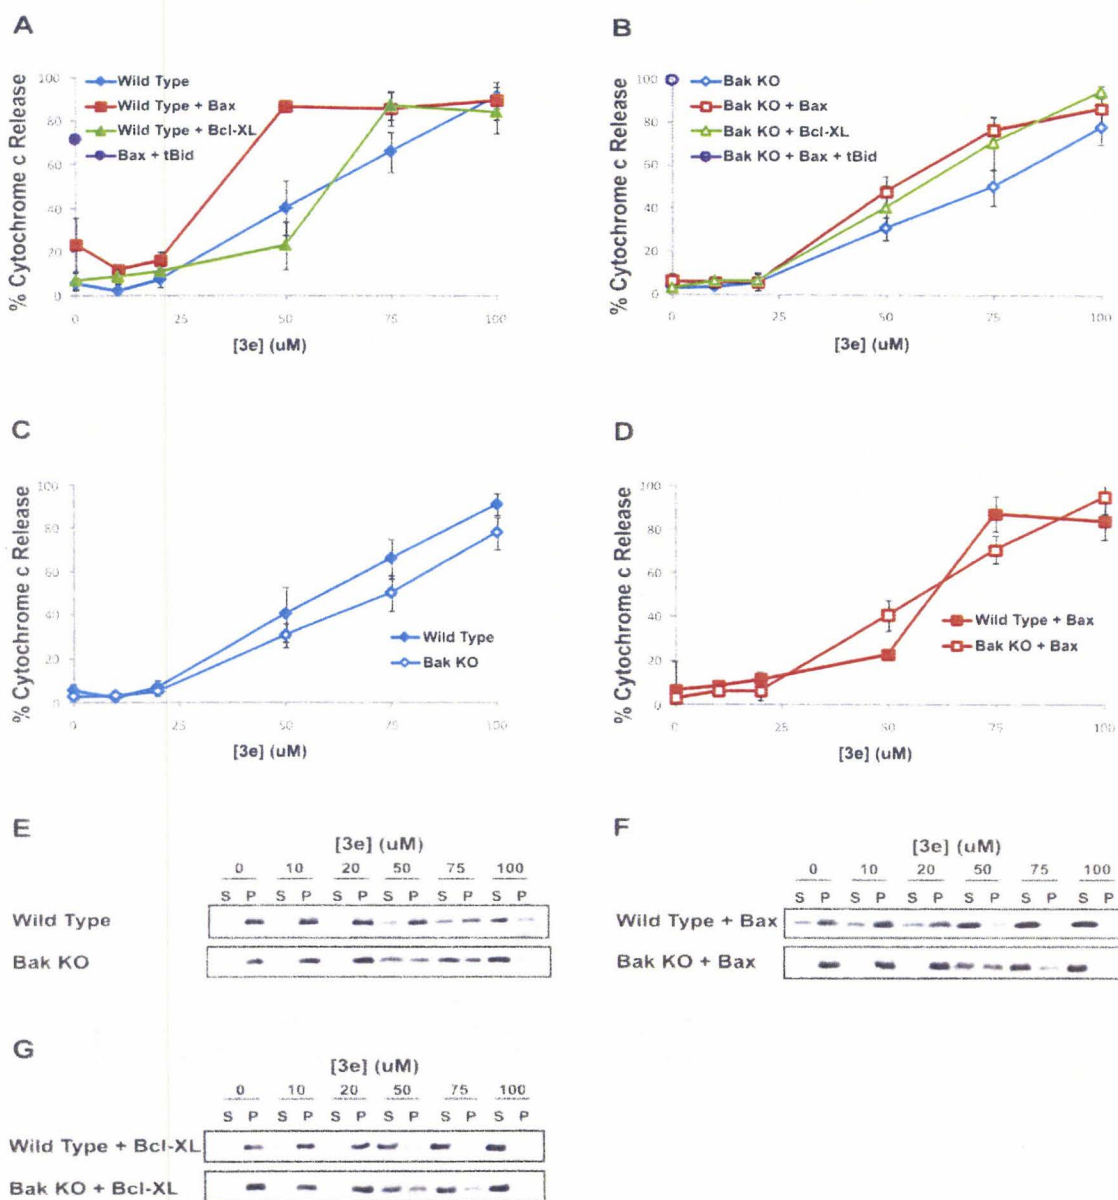 A
% Cytochrome c Release
100
80
60
40
20
0
Wild Type
Wild Type + Bax
Wild Type + Bcl-XL
Bax + tBid
0 25 50 75 100
[3e] (uM)
B
% Cytochrome c Release
100
80
60
40
20
0
Bak KO
Bak KO + Bax
Bak KO + Bcl-XL
Bak KO + Bax + tBid
0 25 50 75 100
[3e] (uM)
C
% Cytochrome c Release
100
80
60
40
20
0
Wild Type
Bak KO
0 25 50 75 100
[3e] (uM)
D
% Cytochrome c Release
100
80
60
40
20
0
Wild Type + Bax
Bak KO + Bax
0 25 50 75 100
[3e] (uM)
E
[3e] (uM)
0 10 20 50 75 100
S P S P S P S P S P S P
Wild Type
Bak KO
F
[3e] (uM)
0 10 20 50 75 100
S P S P S P S P S P S P
Wild Type + Bax
Bak KO + Bax
G
[3e] (uM)
0 10 20 50 75 100
S P S P S P S P S P S P
Wild Type + Bcl-XL
Bak KO + Bcl-XL